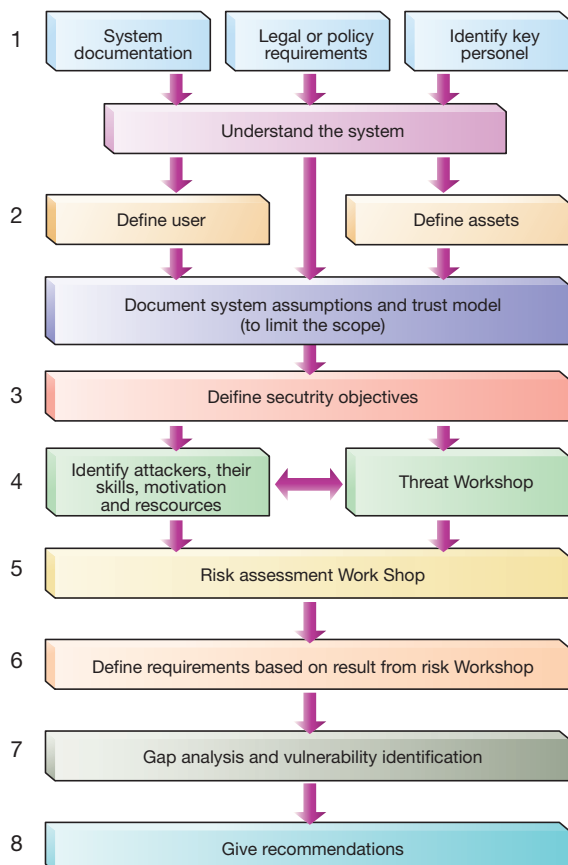 1
System
documentation
Legal or policy
requirements
Identify key
personel
Understand the system
2
Define user
Define assets
Document system assumptions and trust model
(to limit the scope)
3
Deifine secutrity objectives
4
Identify attackers, their
skills, motivation
and rescources
Threat Workshop
5
Risk assessment Work Shop
6
Define requirements based on result from risk Workshop
7
Gap analysis and vulnerability identification
8
Give recommendations